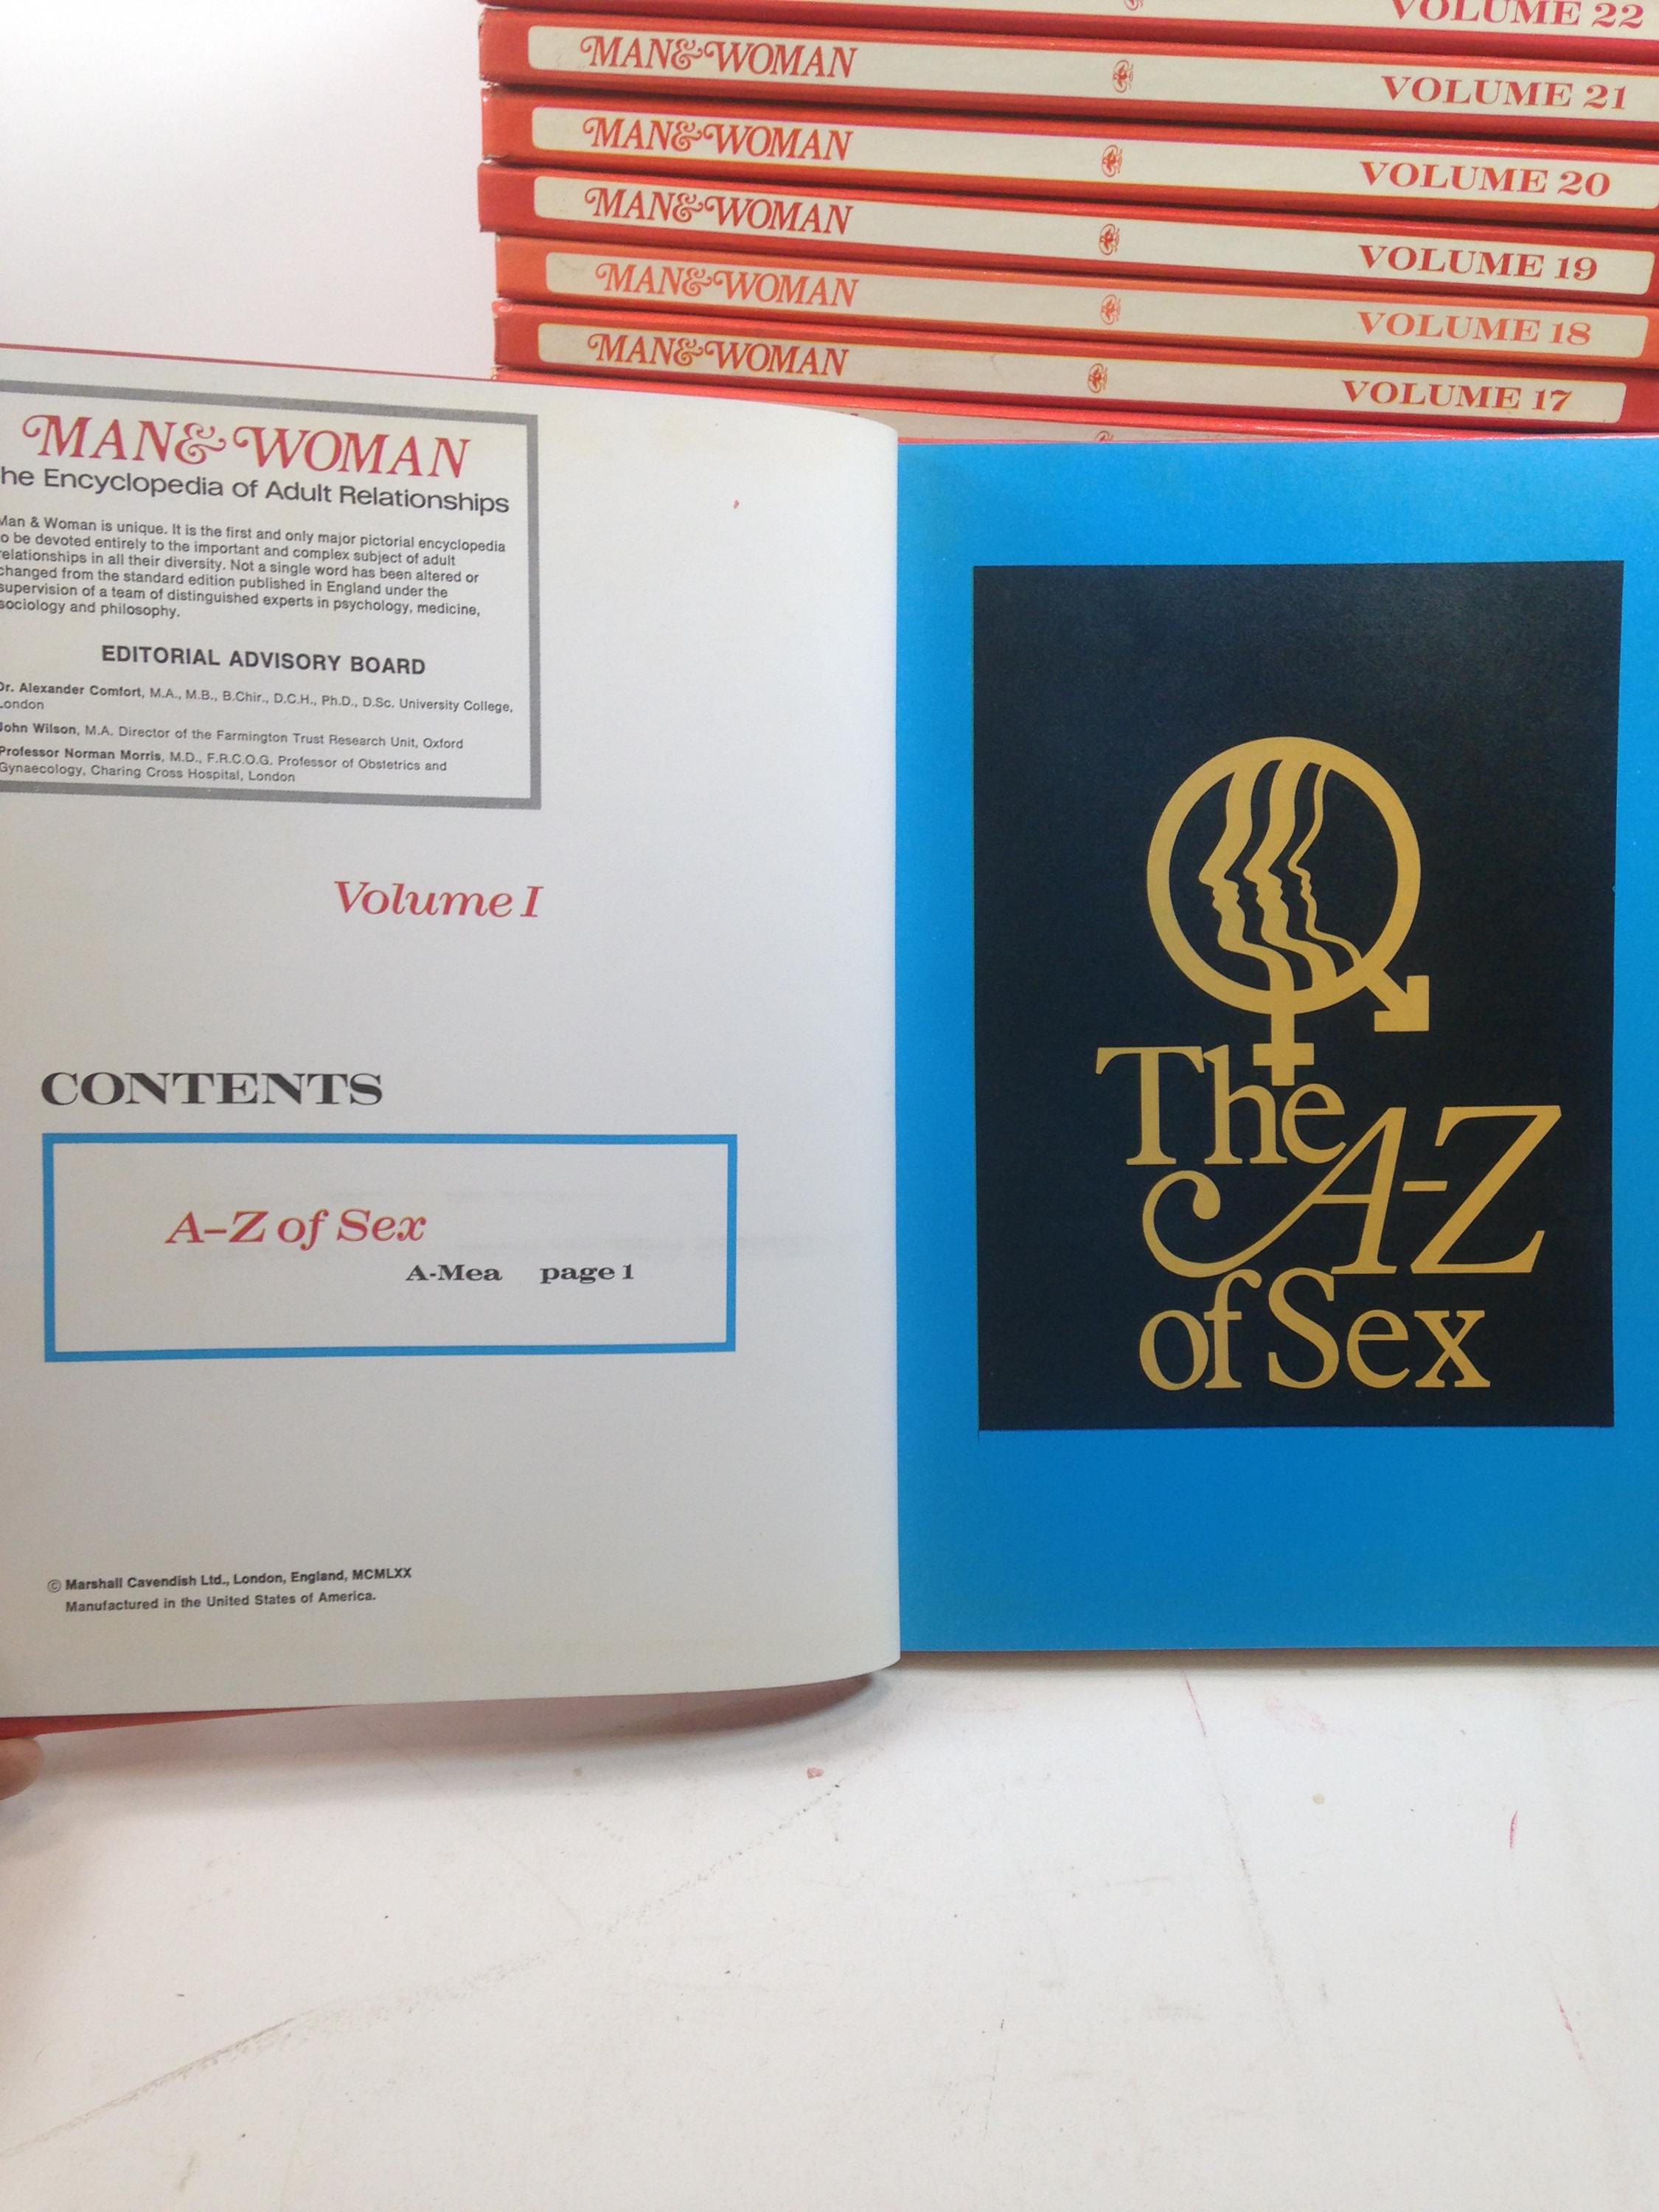 VOLUME 22
MAN & WOMAN VOLUME 21
MAN & WOMAN VOLUME 20
MAN & WOMAN VOLUME 19
MAN & WOMAN VOLUME 18
MAN & WOMAN VOLUME 17
MAN & WOMAN
he Encyclopedia of Adult Relationships
Man & Woman is unique. It is the first and only major pictorial encyclopedia
o be devoted entirely to the important and complex subject of adult
relationships in all their diversity. Not a single word has been altered or
changed from the standard edition published in England under the
supervision of a team of distinguished experts in psychology, medicine,
sociology and philosophy.
EDITORIAL ADVISORY BOARD
Dr. Alexander Comfort, M.A., M.B., B.Chir., D.C.H., Ph.D., D.Sc. University College,
London
John Wilson, M.A. Director of the Farmington Trust Research Unit, Oxford
Professor Norman Morris, M.D., F.R.C.O.G. Professor of Obstetrics and
Gynaecology, Charing Cross Hospital, London
Volume I
CONTENTS
A–Z of Sex
A-Mea page 1
© Marshall Cavendish Ltd., London, England, MCMLXX
Manufactured in the United States of America.
The
A-Z
of Sex